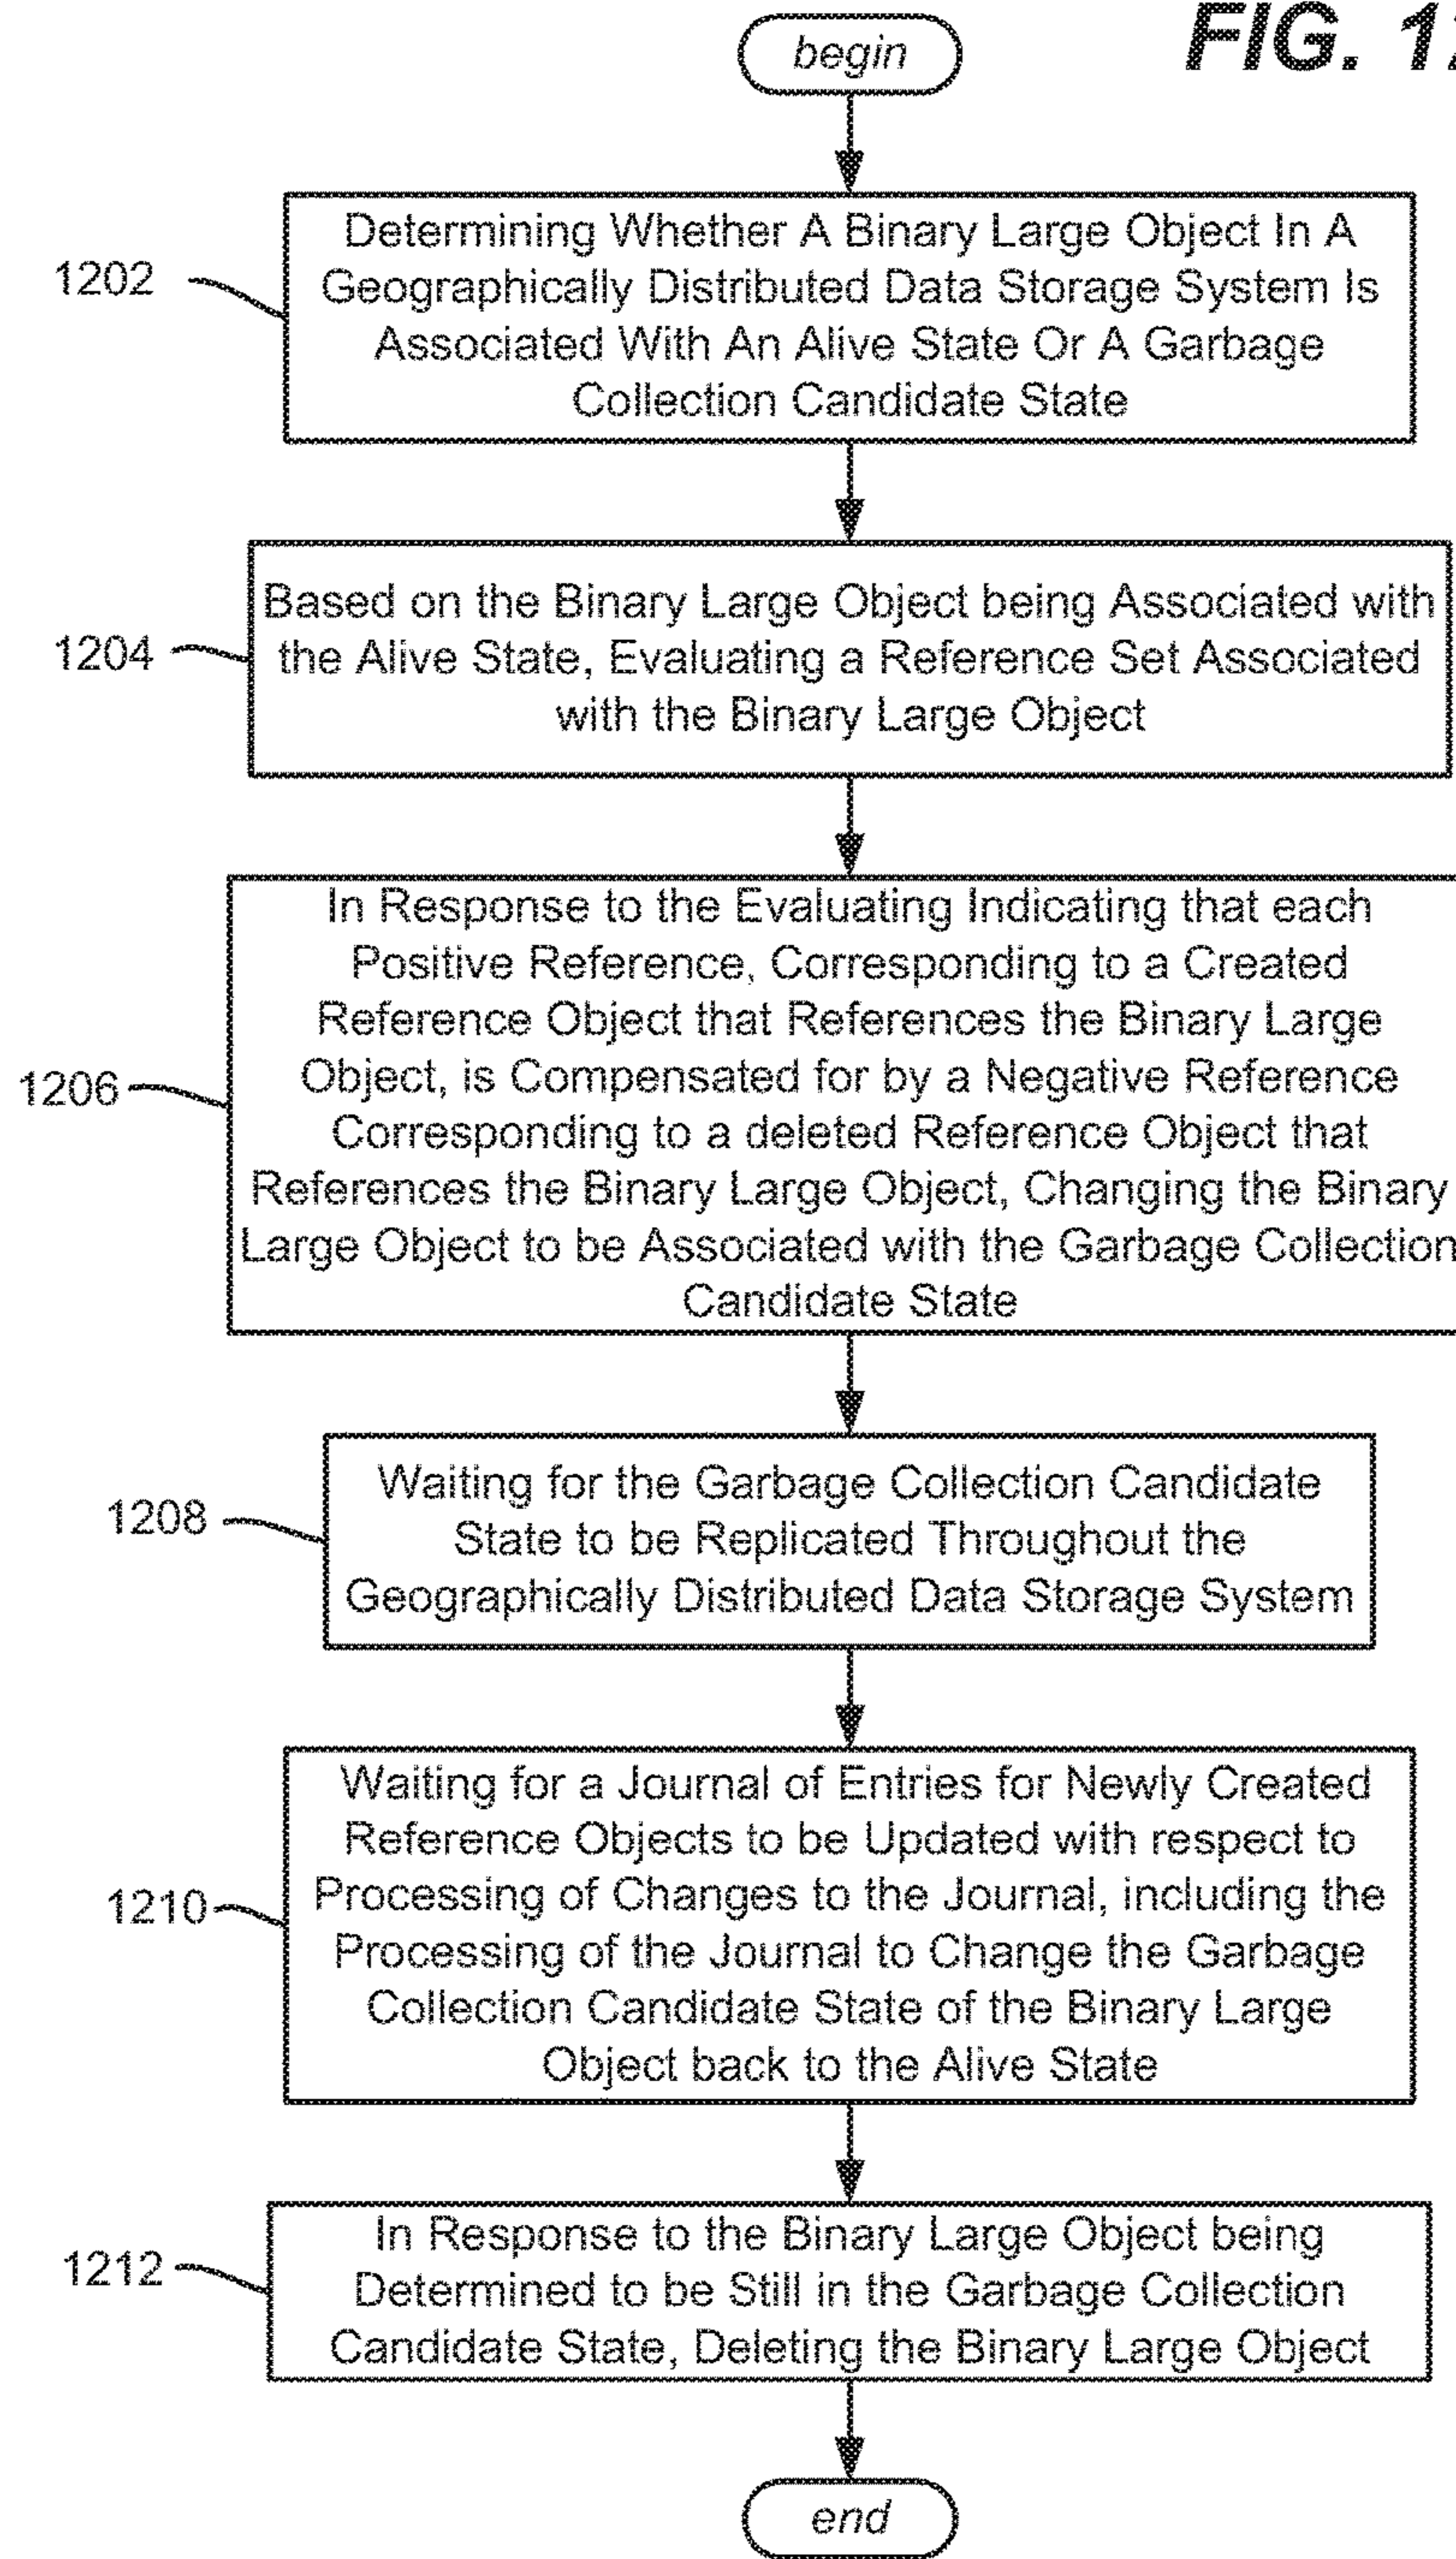 begin
FIG. 12
Determining Whether A Binary Large Object In A
Geographically Distributed Data Storage System Is
Associated With An Alive State Or A Garbage
Collection Candidate State
1202
Based on the Binary Large Object being Associated with
the Alive State, Evaluating a Reference Set Associated
with the Binary Large Object
1204
In Response to the Evaluating Indicating that each
Positive Reference, Corresponding to a Created
Reference Object that References the Binary Large
Object, is Compensated for by a Negative Reference
Corresponding to a deleted Reference Object that
References the Binary Large Object, Changing the Binary
Large Object to be Associated with the Garbage Collection
Candidate State
1206
Waiting for the Garbage Collection Candidate
State to be Replicated Throughout the
Geographically Distributed Data Storage System
1208
Waiting for a Journal of Entries for Newly Created
Reference Objects to be Updated with respect to
Processing of Changes to the Journal, including the
Processing of the Journal to Change the Garbage
Collection Candidate State of the Binary Large
Object back to the Alive State
1210
In Response to the Binary Large Object being
Determined to be Still in the Garbage Collection
Candidate State, Deleting the Binary Large Object
1212
end